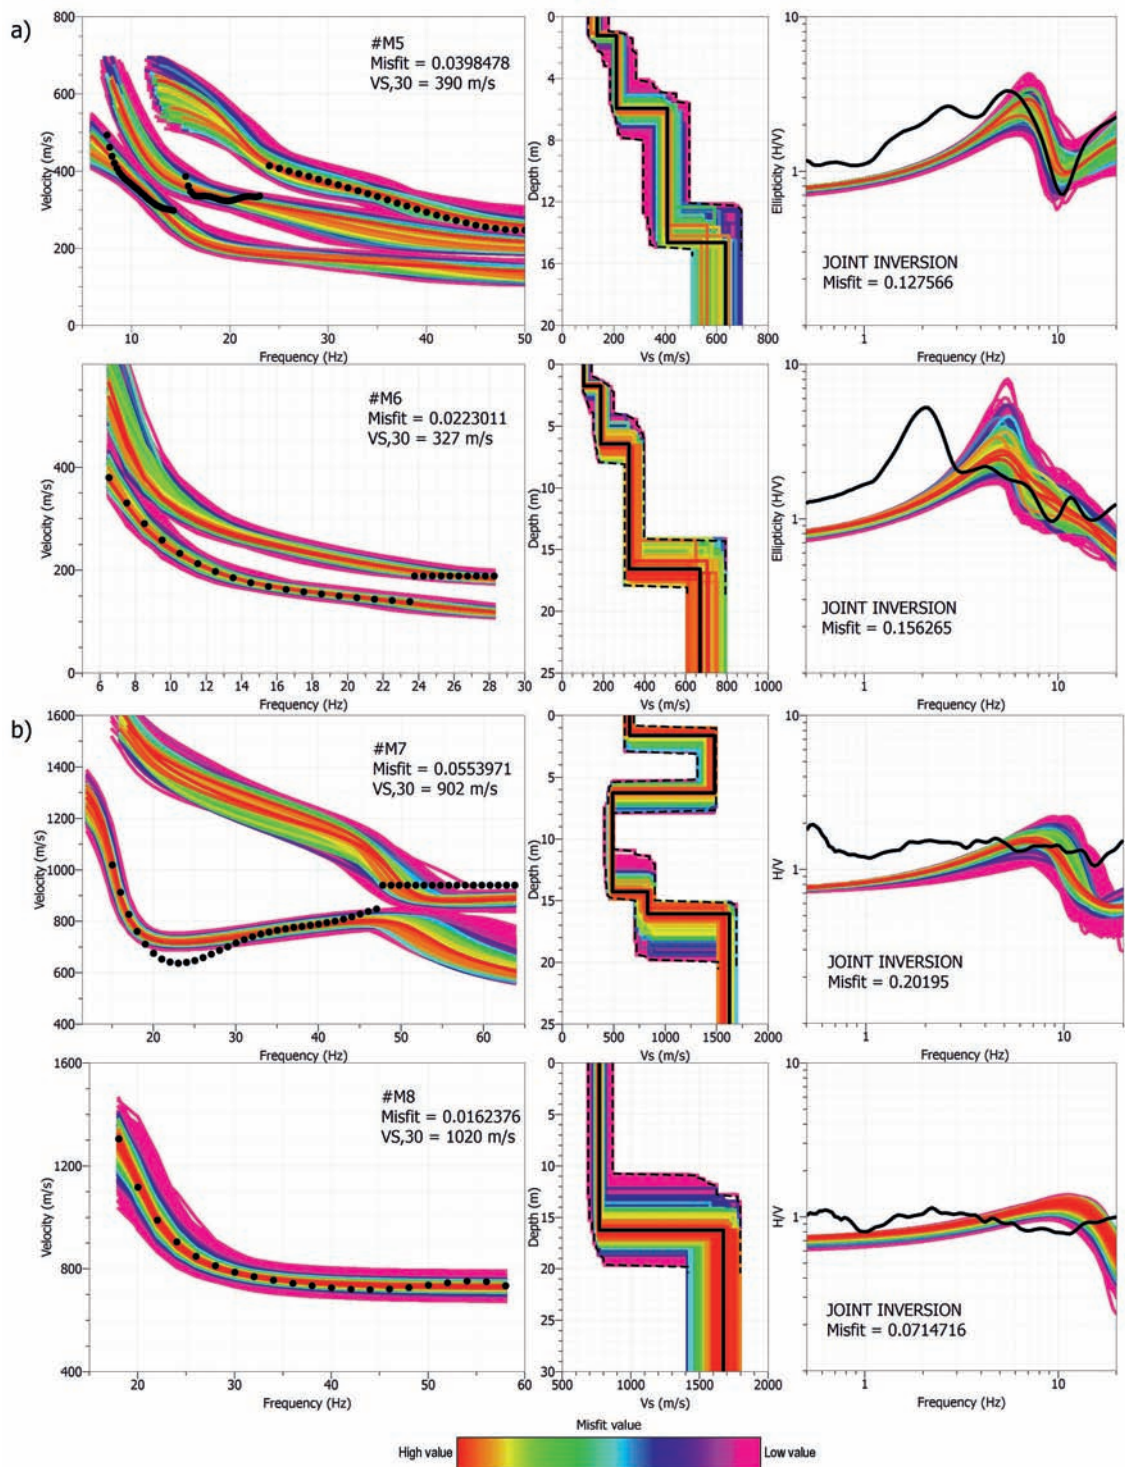 a)
800
600
400
200
0
Velocity (m/s)
#M5
Misfit = 0.0398478
VS,30 = 390 m/s
10 20 30 40 50
Frequency (Hz)
0
4
8
12
16
20
Depth (m)
0 200 400 600 800
Vs (m/s)
10
1
Ellipticity (H/V)
JOINT INVERSION
Misfit = 0.127566
1 10
Frequency (Hz)
400
200
0
Velocity (m/s)
#M6
Misfit = 0.0223011
VS,30 = 327 m/s
6 8 10 12 14 16 18 20 22 24 26 28 30
Frequency (Hz)
0
5
10
15
20
25
Depth (m)
0 200 400 600 800 1000
Vs (m/s)
10
1
Ellipticity (H/V)
JOINT INVERSION
Misfit = 0.156265
1 10
Frequency (Hz)
b)
1600
1400
1200
1000
800
600
400
Velocity (m/s)
#M7
Misfit = 0.0553971
VS,30 = 902 m/s
20 30 40 50 60
Frequency (Hz)
0
5
10
15
20
25
Depth (m)
0 500 1000 1500 2000
Vs (m/s)
10
1
H/V
JOINT INVERSION
Misfit = 0.20195
1 10
Frequency (Hz)
1600
1200
800
400
Velocity (m/s)
#M8
Misfit = 0.0162376
VS,30 = 1020 m/s
20 30 40 50 60
Frequency (Hz)
0
5
10
15
20
25
30
Depth (m)
500 1000 1500 2000
Vs (m/s)
10
1
H/V
JOINT INVERSION
Misfit = 0.0714716
1 10
Frequency (Hz)
Misfit value
High value Low value